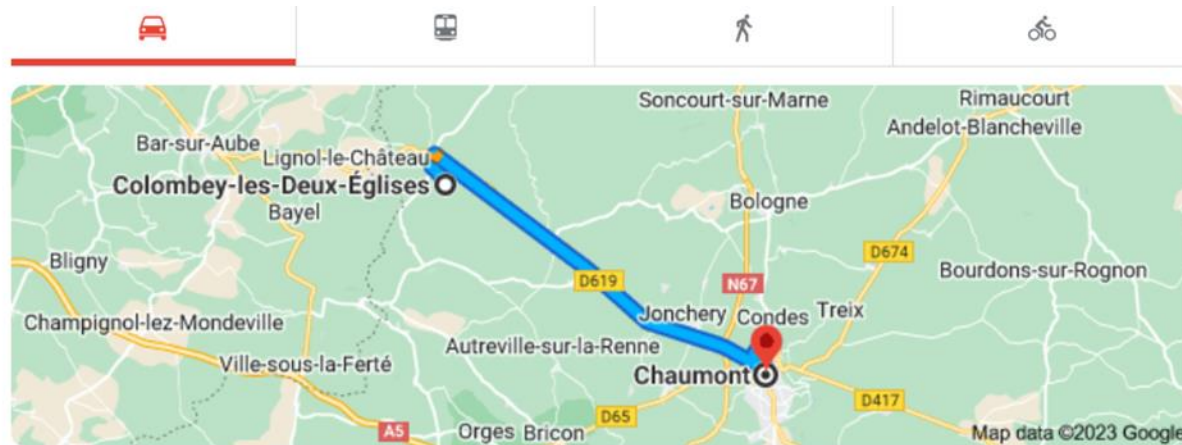 Soncourt-sur-Marne
Rimaucourt
Andelot-Blancheville
Bar-sur-Aube
Lignol-le-Château
Colombey-les-Deux-Églises
Bayel
Bologne
Bligny
D674
D619
N67
Bourdons-sur-Rognon
Jonchery
Condes
Treix
Champignol-lez-Mondeville
Autreville-sur-la-Renne
Ville-sous-la-Ferté
Chaumont
D65
D417
A5
Orges
Bricon
Map data ©2023 Google